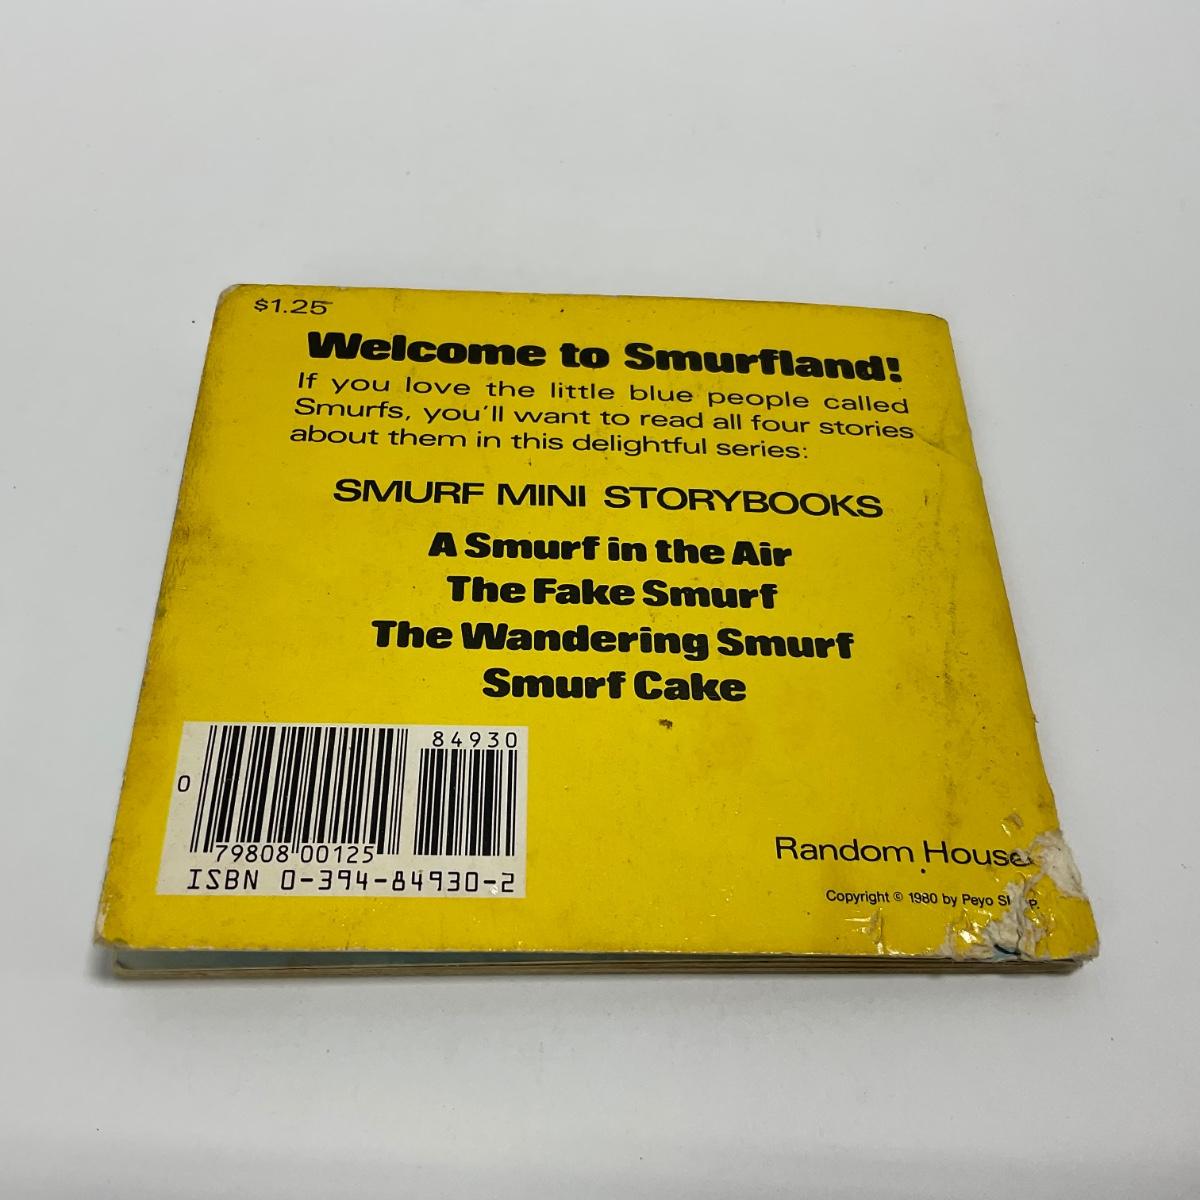 $1.25
Welcome to Smurfland!
If you love the little blue people called
Smurfs, you'll want to read all four stories
about them in this delightful series:
SMURF MINI STORYBOOKS
A Smurf in the Air
The Fake Smurf
The Wandering Smurf
Smurf Cake
84930
0
79808 00125
ISBN 0-394-84930-2
Random House
Copyright © 1980 by Peyo